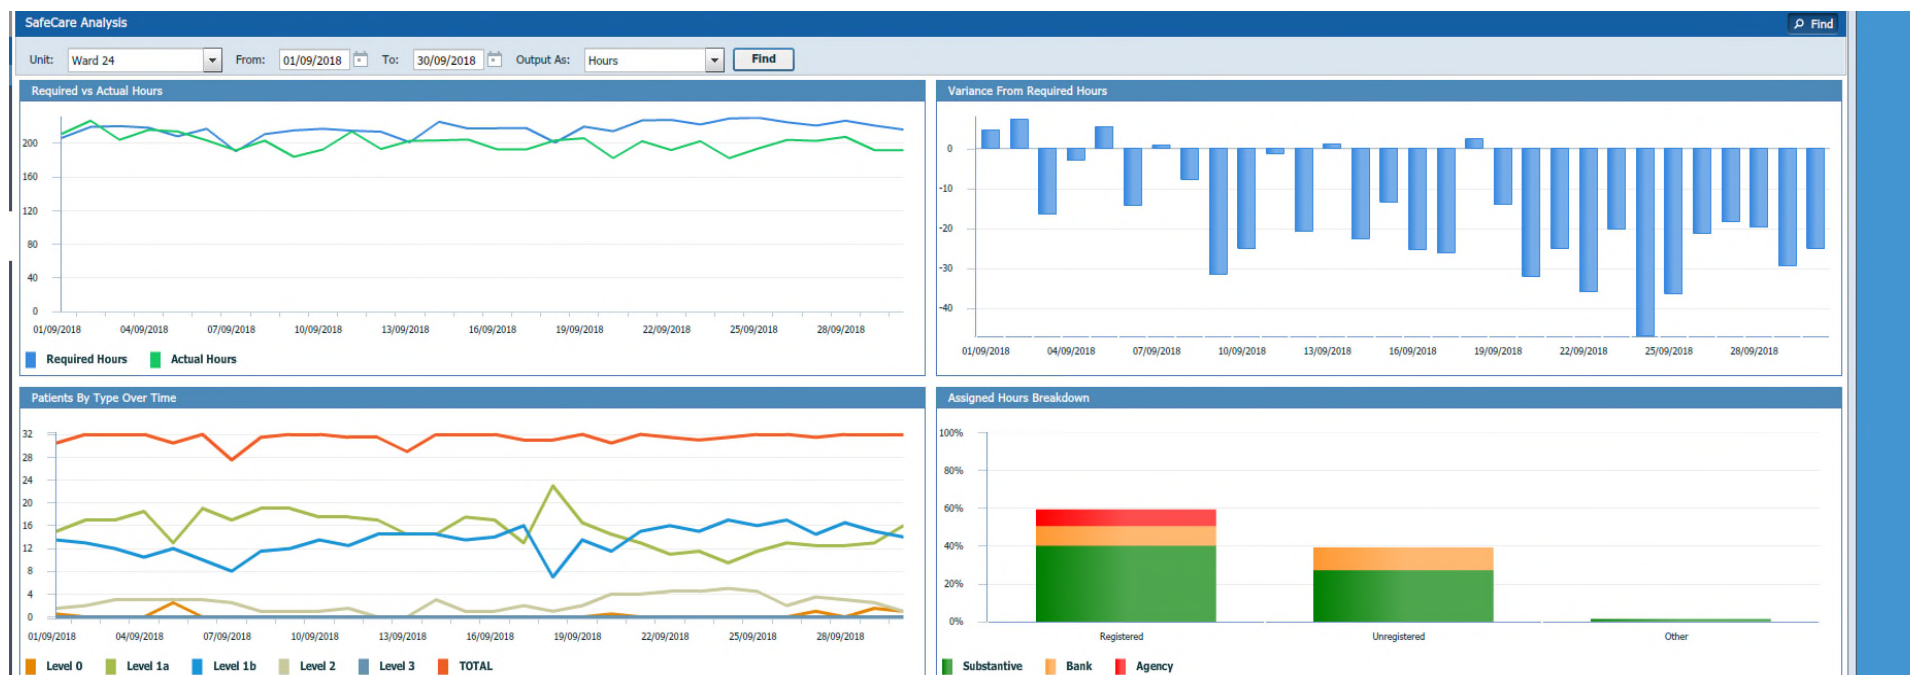 SafeCare Analysis
Find
Unit: Ward 24 From: 01/09/2018 To: 30/09/2018 Output As: Hours Find
Required vs Actual Hours
200
160
120
80
40
0
01/09/2018 04/09/2018 07/09/2018 10/09/2018 13/09/2018 16/09/2018 19/09/2018 22/09/2018 25/09/2018 28/09/2018
Required Hours Actual Hours
Variance From Required Hours
0
-10
-20
-30
-40
01/09/2018 04/09/2018 07/09/2018 10/09/2018 13/09/2018 16/09/2018 19/09/2018 22/09/2018 25/09/2018 28/09/2018
Patients By Type Over Time
32
28
24
20
16
12
8
4
0
01/09/2018 04/09/2018 07/09/2018 10/09/2018 13/09/2018 16/09/2018 19/09/2018 22/09/2018 25/09/2018 28/09/2018
Level 0 Level 1a Level 1b Level 2 Level 3 TOTAL
Assigned Hours Breakdown
100%
80%
60%
40%
20%
0%
Registered Unregistered Other
Substantive Bank Agency